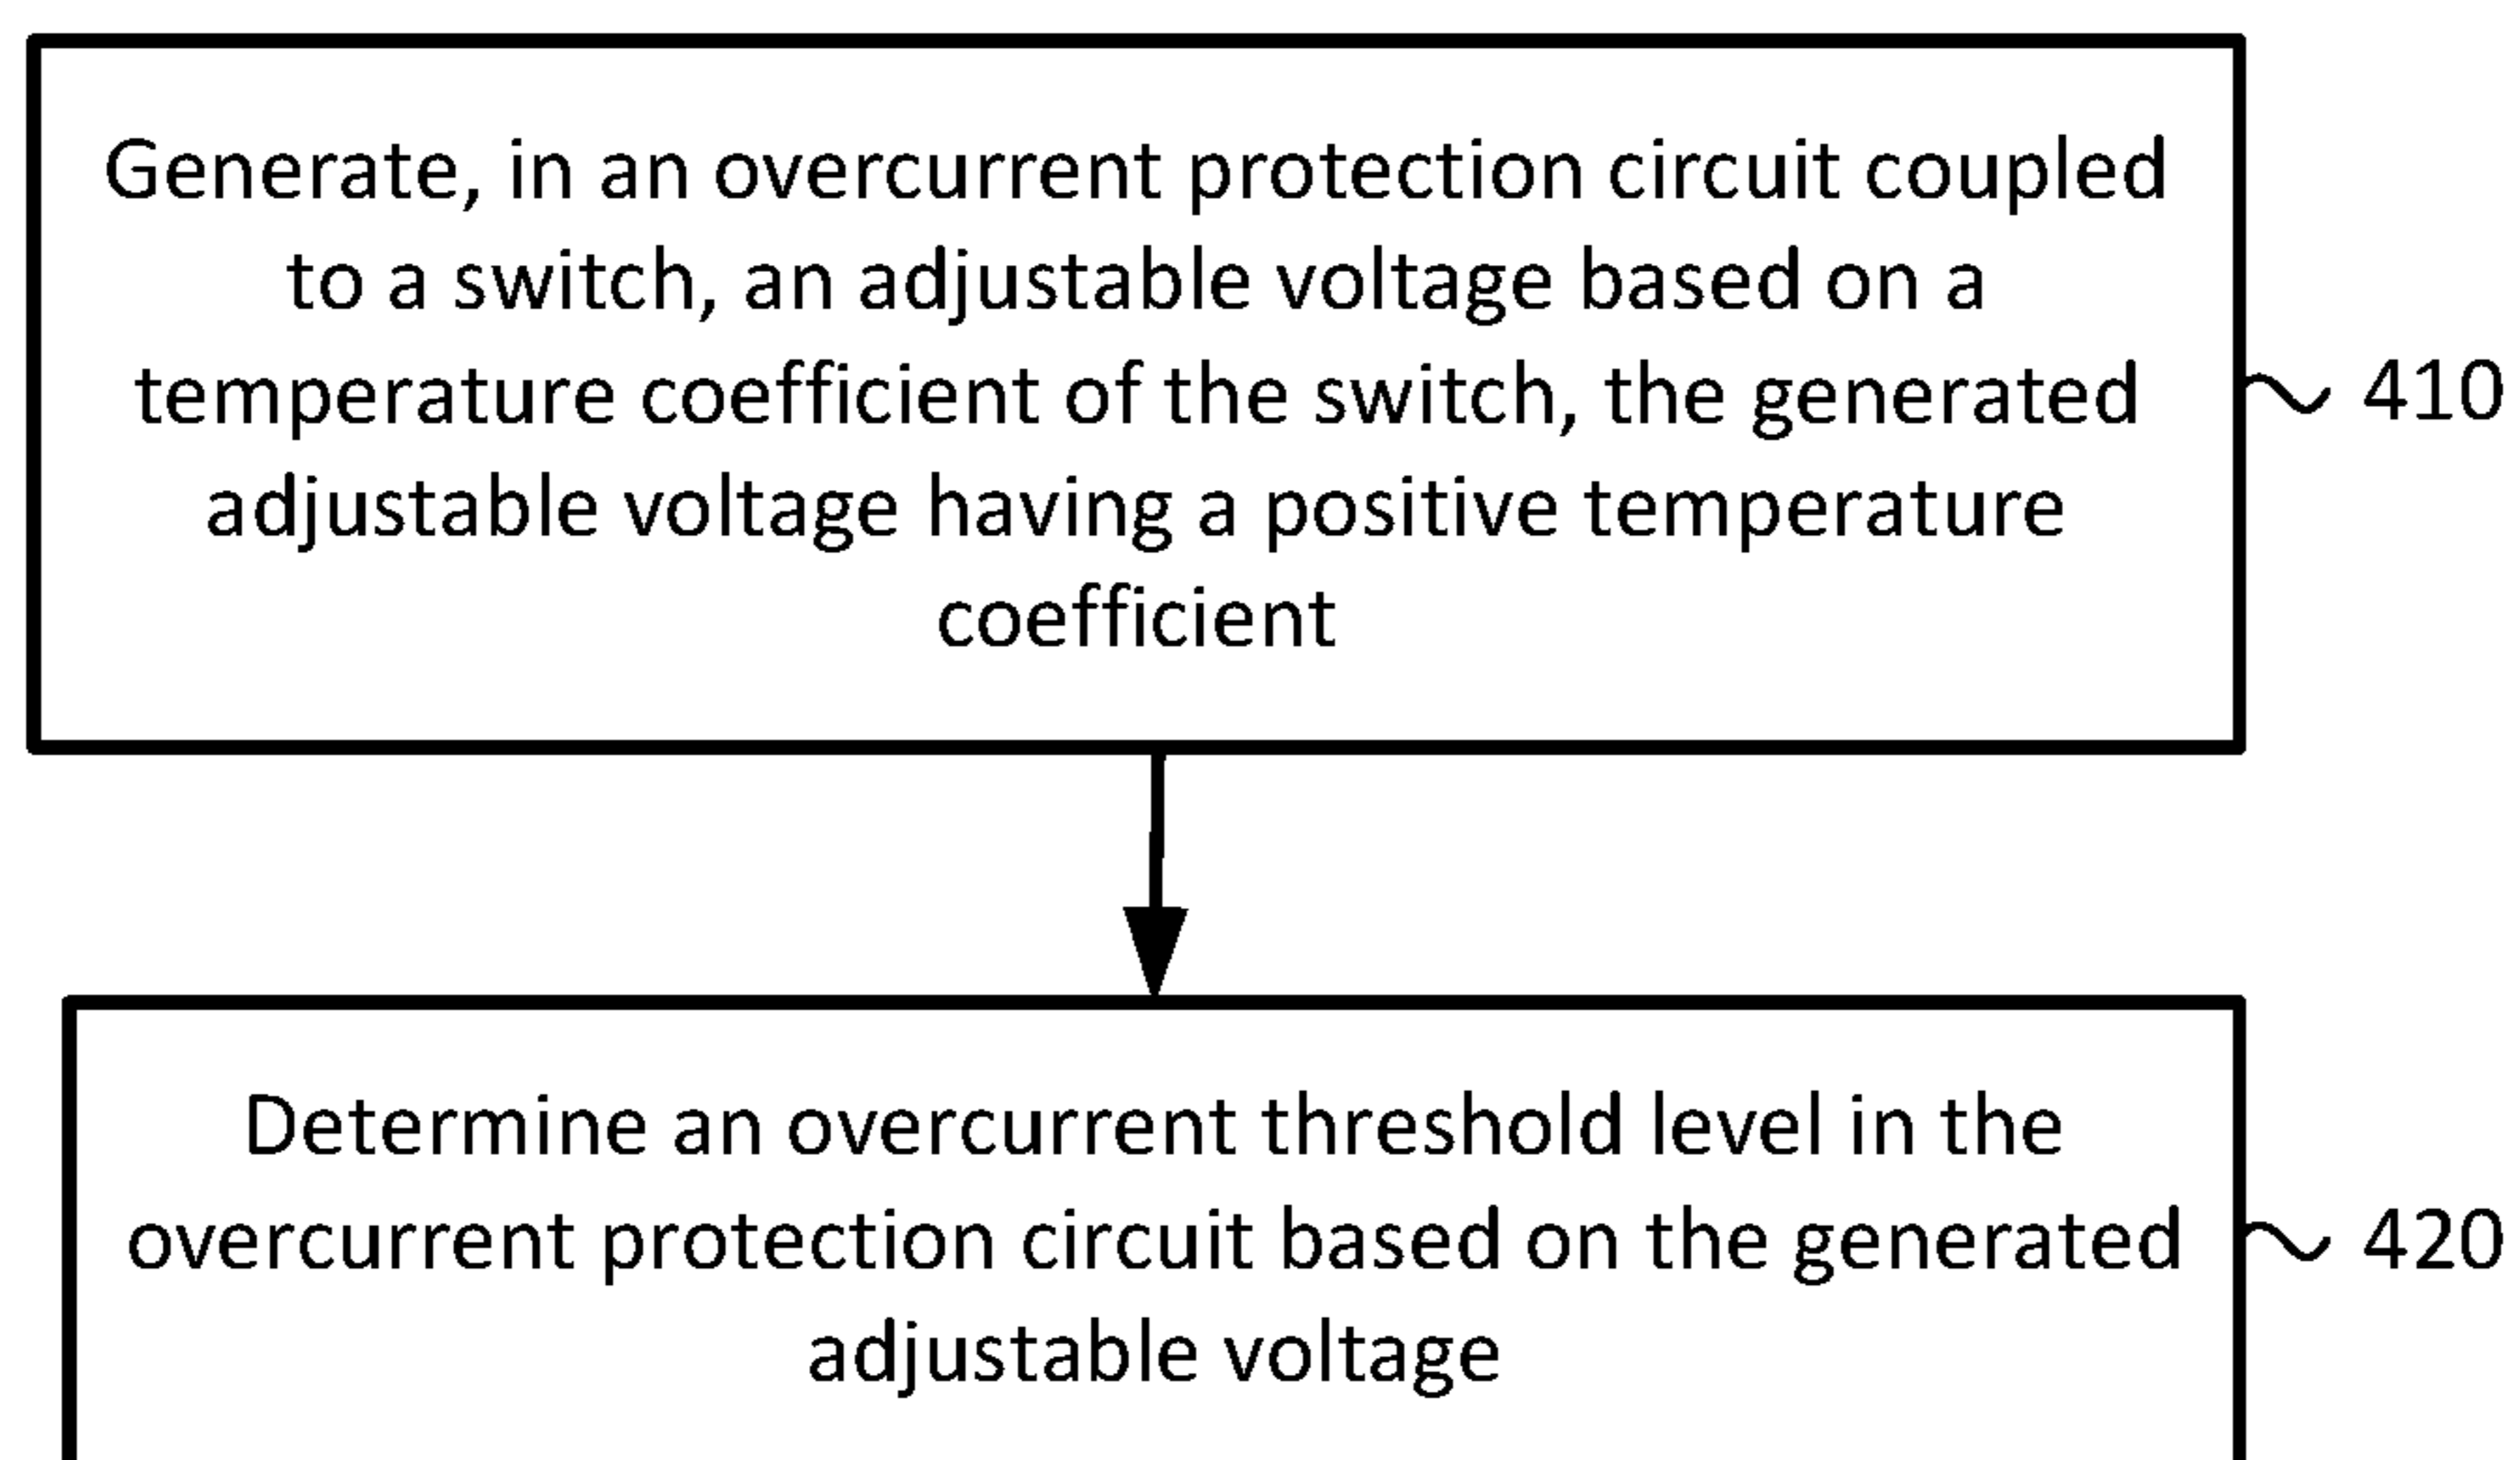 Generate, in an overcurrent protection circuit coupled
to a switch, an adjustable voltage based on a
temperature coefficient of the switch, the generated
adjustable voltage having a positive temperature
coefficient
410
Determine an overcurrent threshold level in the
overcurrent protection circuit based on the generated
adjustable voltage
420